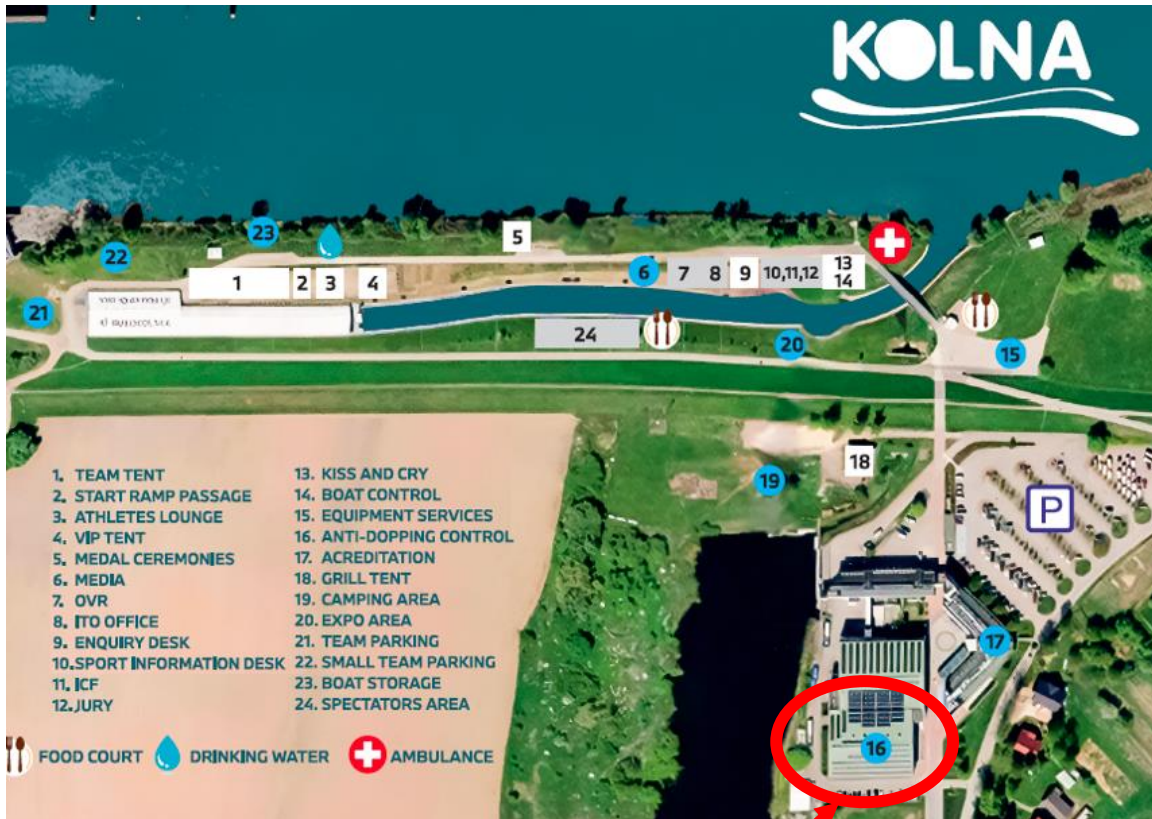 KOLNA
23
5
22
6
7
8
9
10,11,12
13
14
1
2
3
4
21
24
20
15
18
19
P
17
16
1. TEAM TENT
2. START RAMP PASSAGE
3. ATHLETES LOUNGE
4. VIP TENT
5. MEDAL CEREMONIES
6. MEDIA
7. OVR
8. ITO OFFICE
9. ENQUIRY DESK
10.SPORT INFORMATION DESK
11. ICF
12.JURY
13. KISS AND CRY
14. BOAT CONTROL
15. EQUIPMENT SERVICES
16. ANTI-DOPPING CONTROL
17. ACREDITATION
18. GRILL TENT
19. CAMPING AREA
20. EXPO AREA
21. TEAM PARKING
22. SMALL TEAM PARKING
23. BOAT STORAGE
24. SPECTATORS AREA
FOOD COURT
DRINKING WATER
AMBULANCE